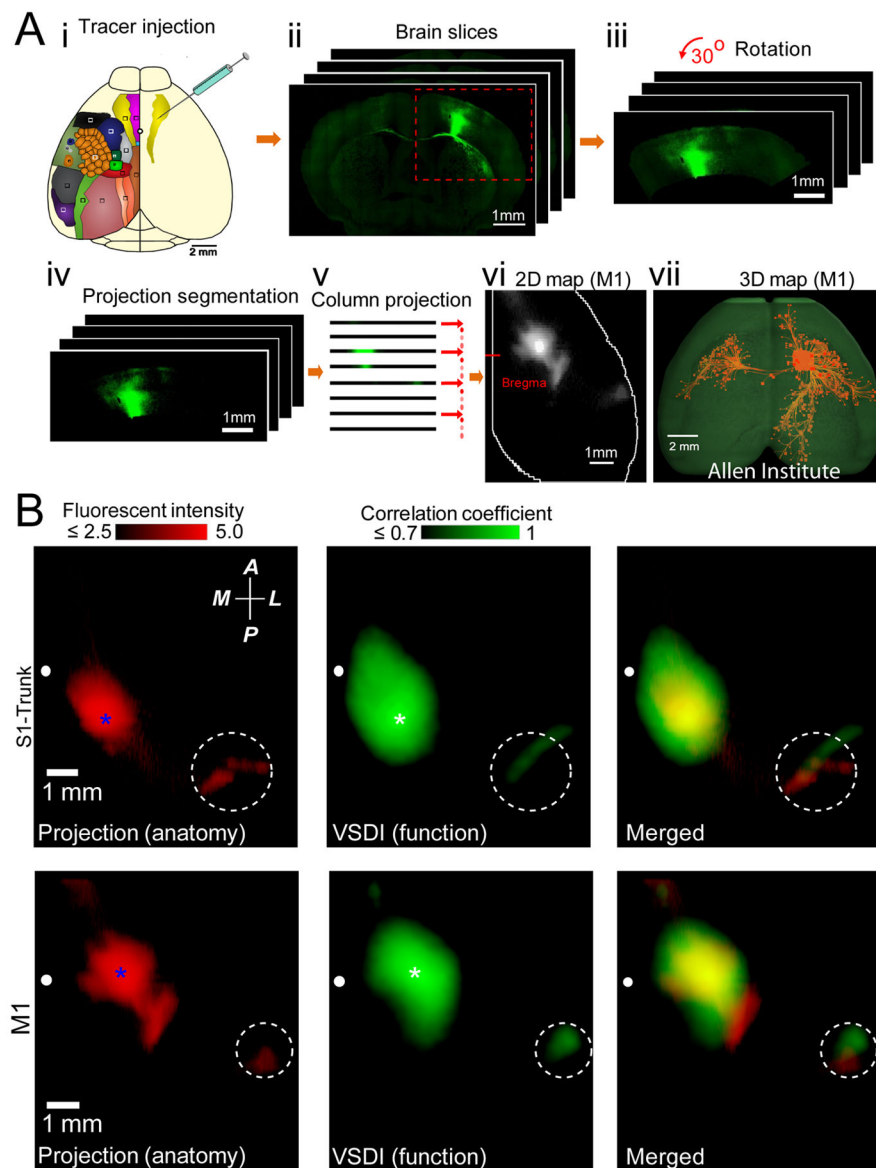 A
i
Tracer injection
2 mm
ii
Brain slices
1mm
iii
30o Rotation
1mm
iv
Projection segmentation
1mm
v
Column projection
vi
2D map (M1)
Bregma
1mm
vii
3D map (M1)
2 mm
Allen Institute
B
Fluorescent intensity
≤ 2.5 5.0
Correlation coefficient
≤ 0.7 1
S1-Trunk
A
M L
P
*
1 mm
Projection (anatomy)
*
VSDI (function)
Merged
M1
*
1 mm
Projection (anatomy)
*
VSDI (function)
Merged